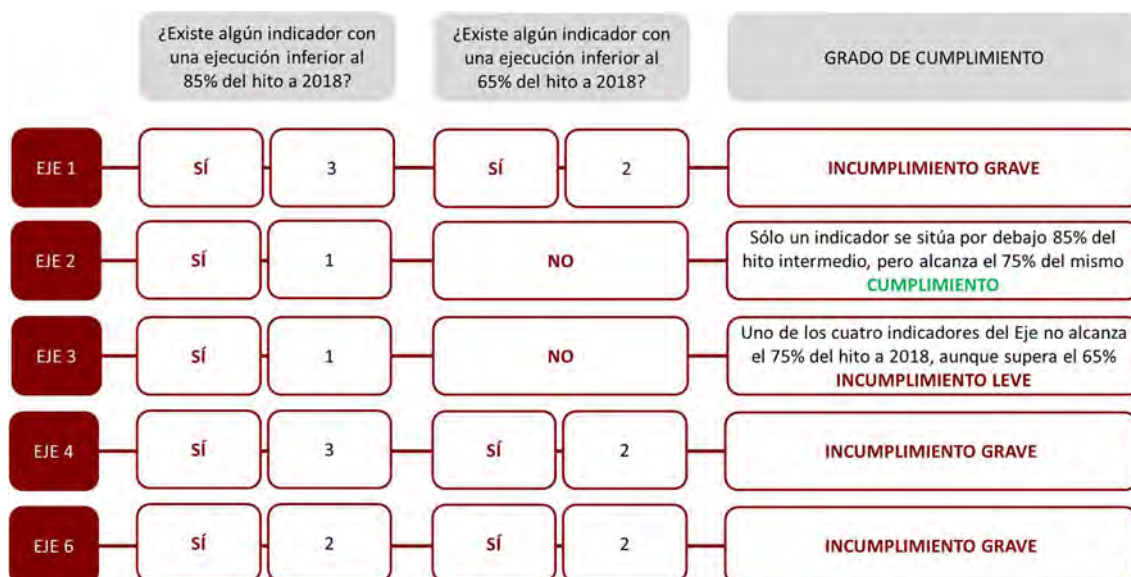 ¿Existe algún indicador con
una ejecución inferior al
85% del hito a 2018?
¿Existe algún indicador con
una ejecución inferior al
65% del hito a 2018?
GRADO DE CUMPLIMIENTO
EJE 1
SÍ
3
SÍ
2
INCUMPLIMIENTO GRAVE
EJE 2
SÍ
1
NO
Sólo un indicador se sitúa por debajo 85% del
hito intermedio, pero alcanza el 75% del mismo
CUMPLIMIENTO
EJE 3
SÍ
1
NO
Uno de los cuatro indicadores del Eje no alcanza
el 75% del hito a 2018, aunque supera el 65%
INCUMPLIMIENTO LEVE
EJE 4
SÍ
3
SÍ
2
INCUMPLIMIENTO GRAVE
EJE 6
SÍ
2
SÍ
2
INCUMPLIMIENTO GRAVE